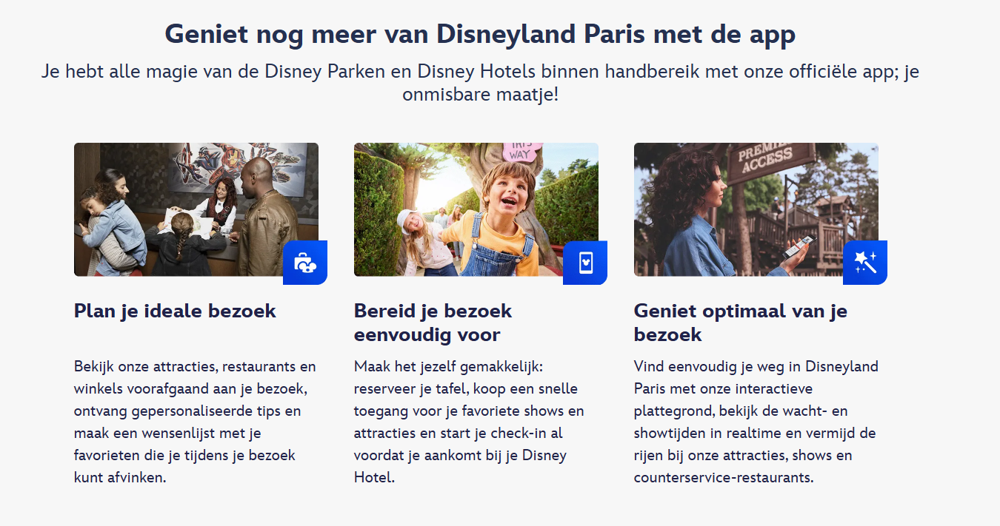 Geniet nog meer van Disneyland Paris met de app
Je hebt alle magie van de Disney Parken en Disney Hotels binnen handbereik met onze officiële app; je
onmisbare maatje!
WAY
PREMIER
ACCESS
Plan je ideale bezoek
Bekijk onze attracties, restaurants en
winkels voorafgaand aan je bezoek,
ontvang gepersonaliseerde tips en
maak een wensenlijst met je
favorieten die je tijdens je bezoek
kunt afvinken.
Bereid je bezoek
eenvoudig voor
Maak het jezelf gemakkelijk:
reserveer je tafel, koop een snelle
toegang voor je favoriete shows en
attracties en start je check-in al
voordat je aankomt bij je Disney
Hotel.
Geniet optimaal van je
bezoek
Vind eenvoudig je weg in Disneyland
Paris met onze interactieve
plattegrond, bekijk de wacht- en
showtijden in realtime en vermijd de
rijen bij onze attracties, shows en
counterservice-restaurants.